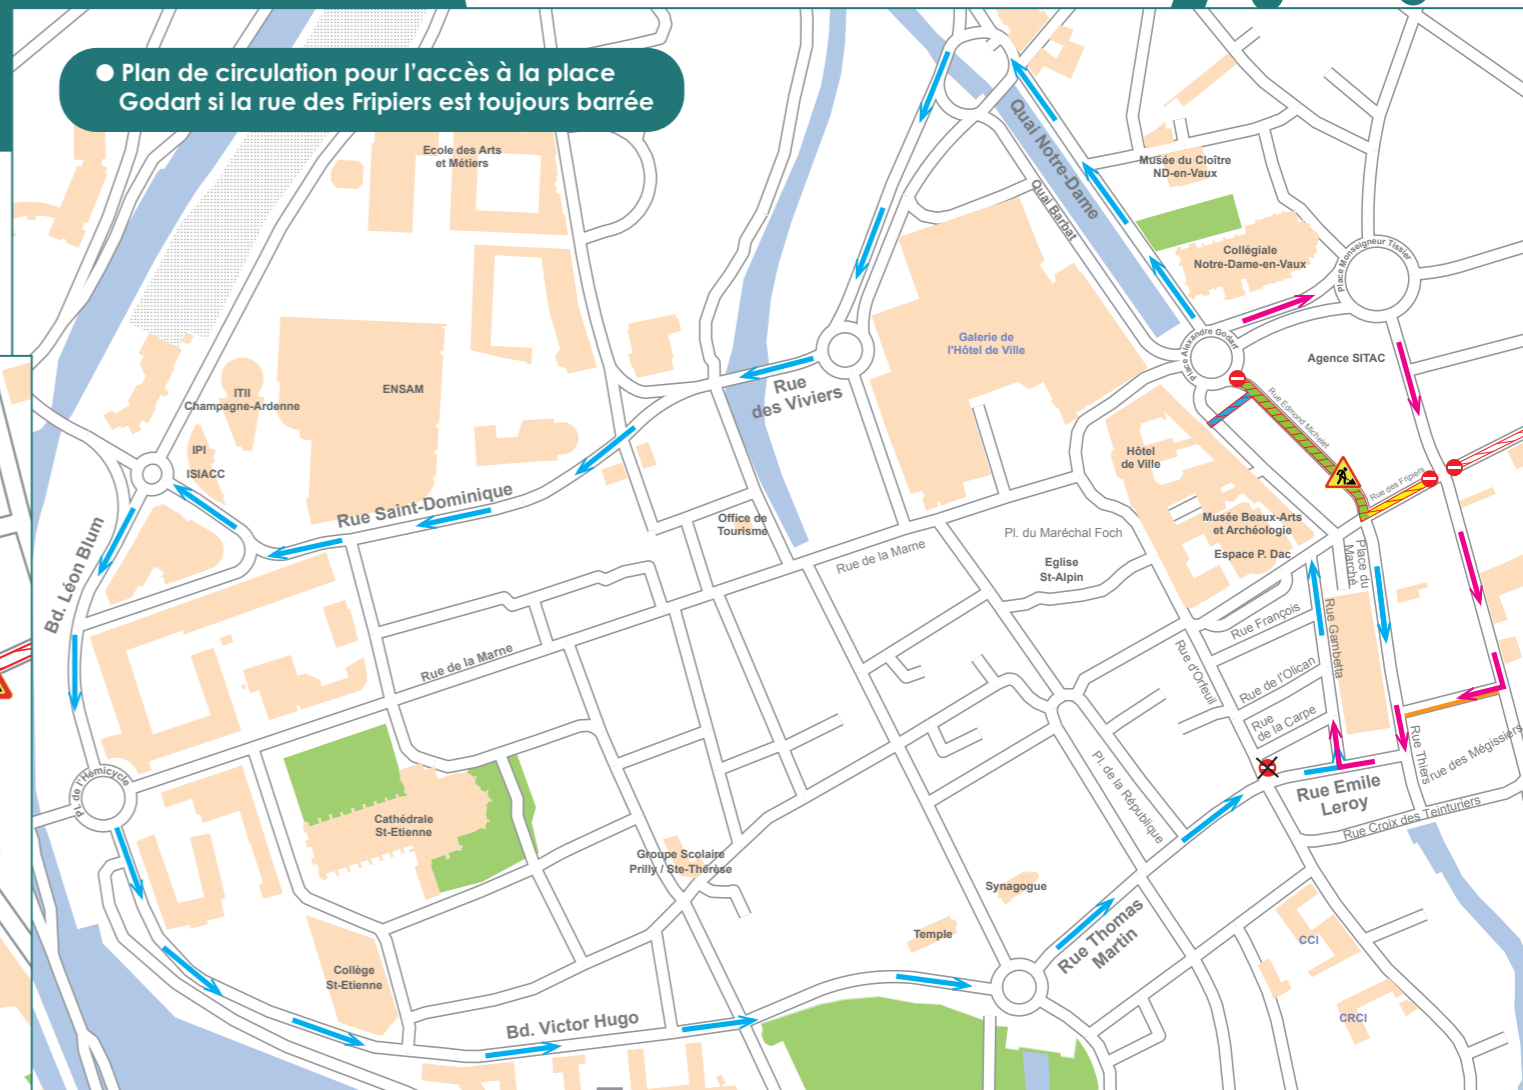 ● Plan de circulation pour l’accès à la place
Godart si la rue des Fripiers est toujours barrée
Ecole des Arts
et Métiers
Quai Notre-Dame
Quai Barbat
Musée du Cloître
ND-en-Vaux
Collégiale
Notre-Dame-en-Vaux
Place Monseigneur Tissier
Place Alexandre Godart
Agence SITAC
Galerie de
l’Hôtel de Ville
Rue
des Viviers
ITII
Champagne-Ardenne
ENSAM
IPI
ISIACC
Rue Edmond Michelet
Rue des Fripiers
Hôtel
de Ville
Musée Beaux-Arts
et Archéologie
Espace P. Dac
Rue Saint-Dominique
Office de
Tourisme
Pl. du Maréchal Foch
Eglise
St-Alpin
Rue de la Marne
Place du
Marché
Bd. Léon Blum
Rue François
Rue Gambetta
Rue d’Orfeuil
Rue de l’Olican
Rue
de la Carpe
Rue de la Marne
Rue Thiers
rue des Mégissiers
Pl. de la République
Rue Emile
Leroy
Rue Croix des Teinturiers
Pl. de l’Hémicycle
Cathédrale
St-Etienne
Groupe Scolaire
Prilly / Ste-Thérèse
Synagogue
Temple
Rue Thomas
Martin
CCI
CRCI
Collège
St-Etienne
Bd. Victor Hugo